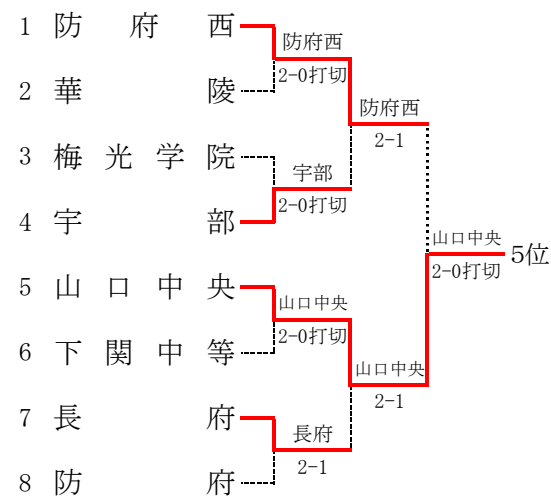 1 防府西
防府西
2-0打切
2 華陵
防府西
2-1
3 梅光学院
宇部
2-0打切
4 宇部
山口中央
5位
2-0打切
5 山口中央
山口中央
2-0打切
6 下関中等
山口中央
2-1
7 長府
長府
2-1
8 防府